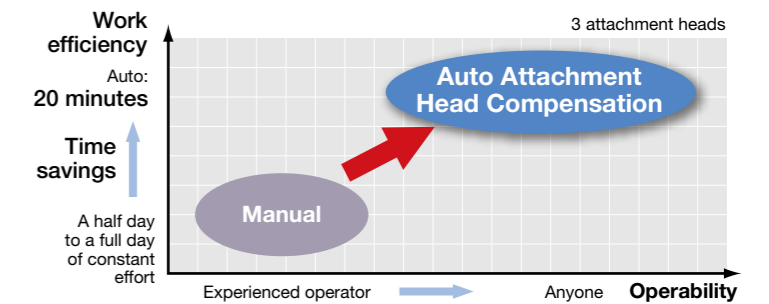 Work
efficiency
3 attachment heads
Auto:
20 minutes
Auto Attachment
Head Compensation
Time
savings
Manual
A half day
to a full day
of constant
effort
Experienced operator
Anyone
Operability